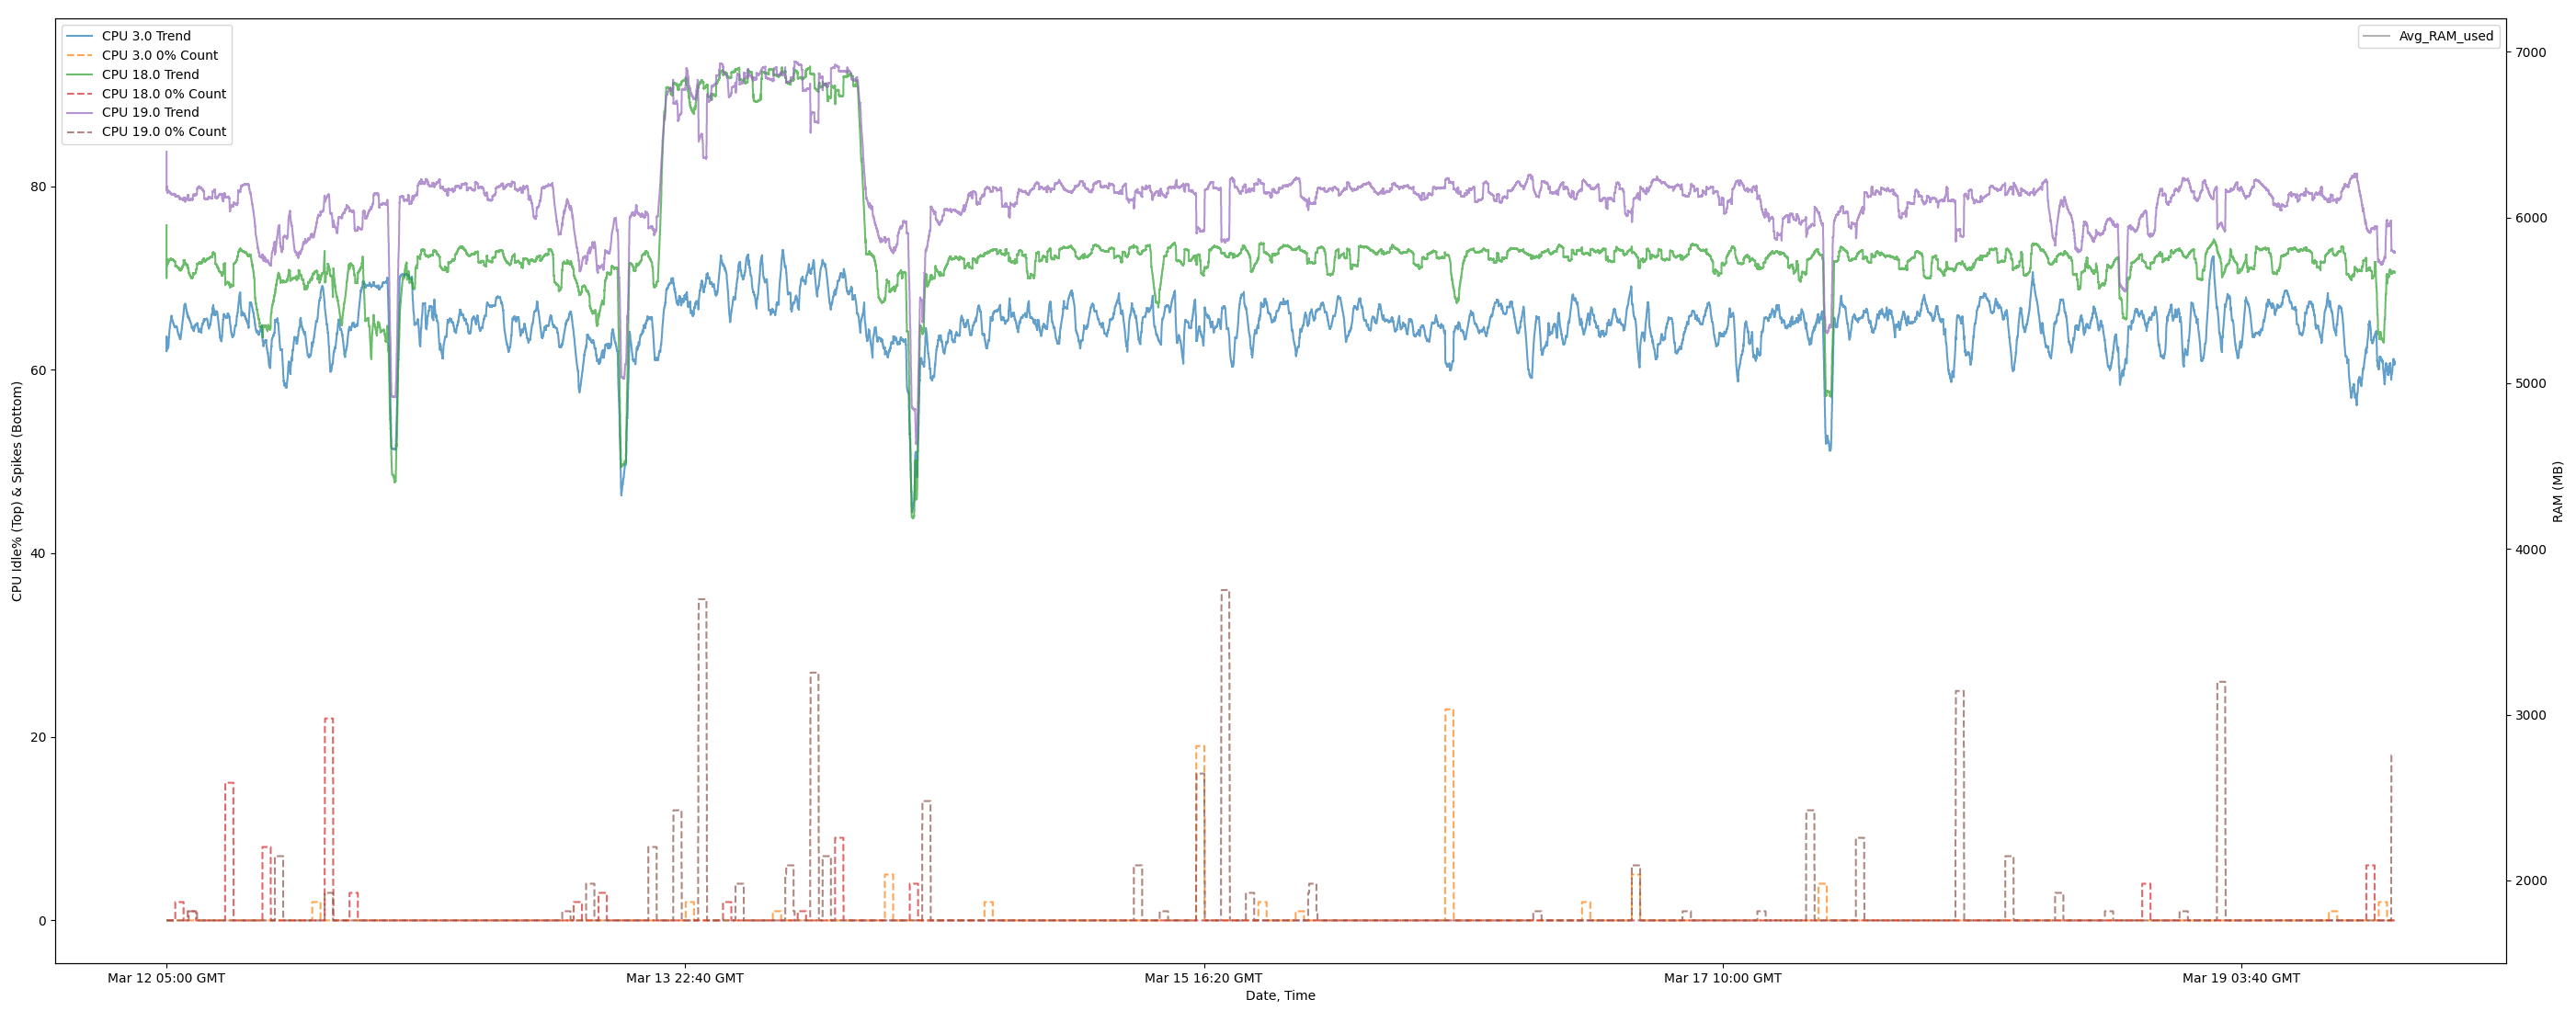 CPU 3.0 Trend
CPU 3.0 0% Count
CPU 18.0 Trend
CPU 18.0 0% Count
CPU 19.0 Trend
CPU 19.0 0% Count
Avg_RAM_used
CPU Idle% (Top) & Spikes (Bottom)
80
60
40
20
0
7000
6000
5000
4000
3000
2000
RAM (MB)
Mar 12 05:00 GMT
Mar 13 22:40 GMT
Mar 15 16:20 GMT
Mar 17 10:00 GMT
Mar 19 03:40 GMT
Date, Time